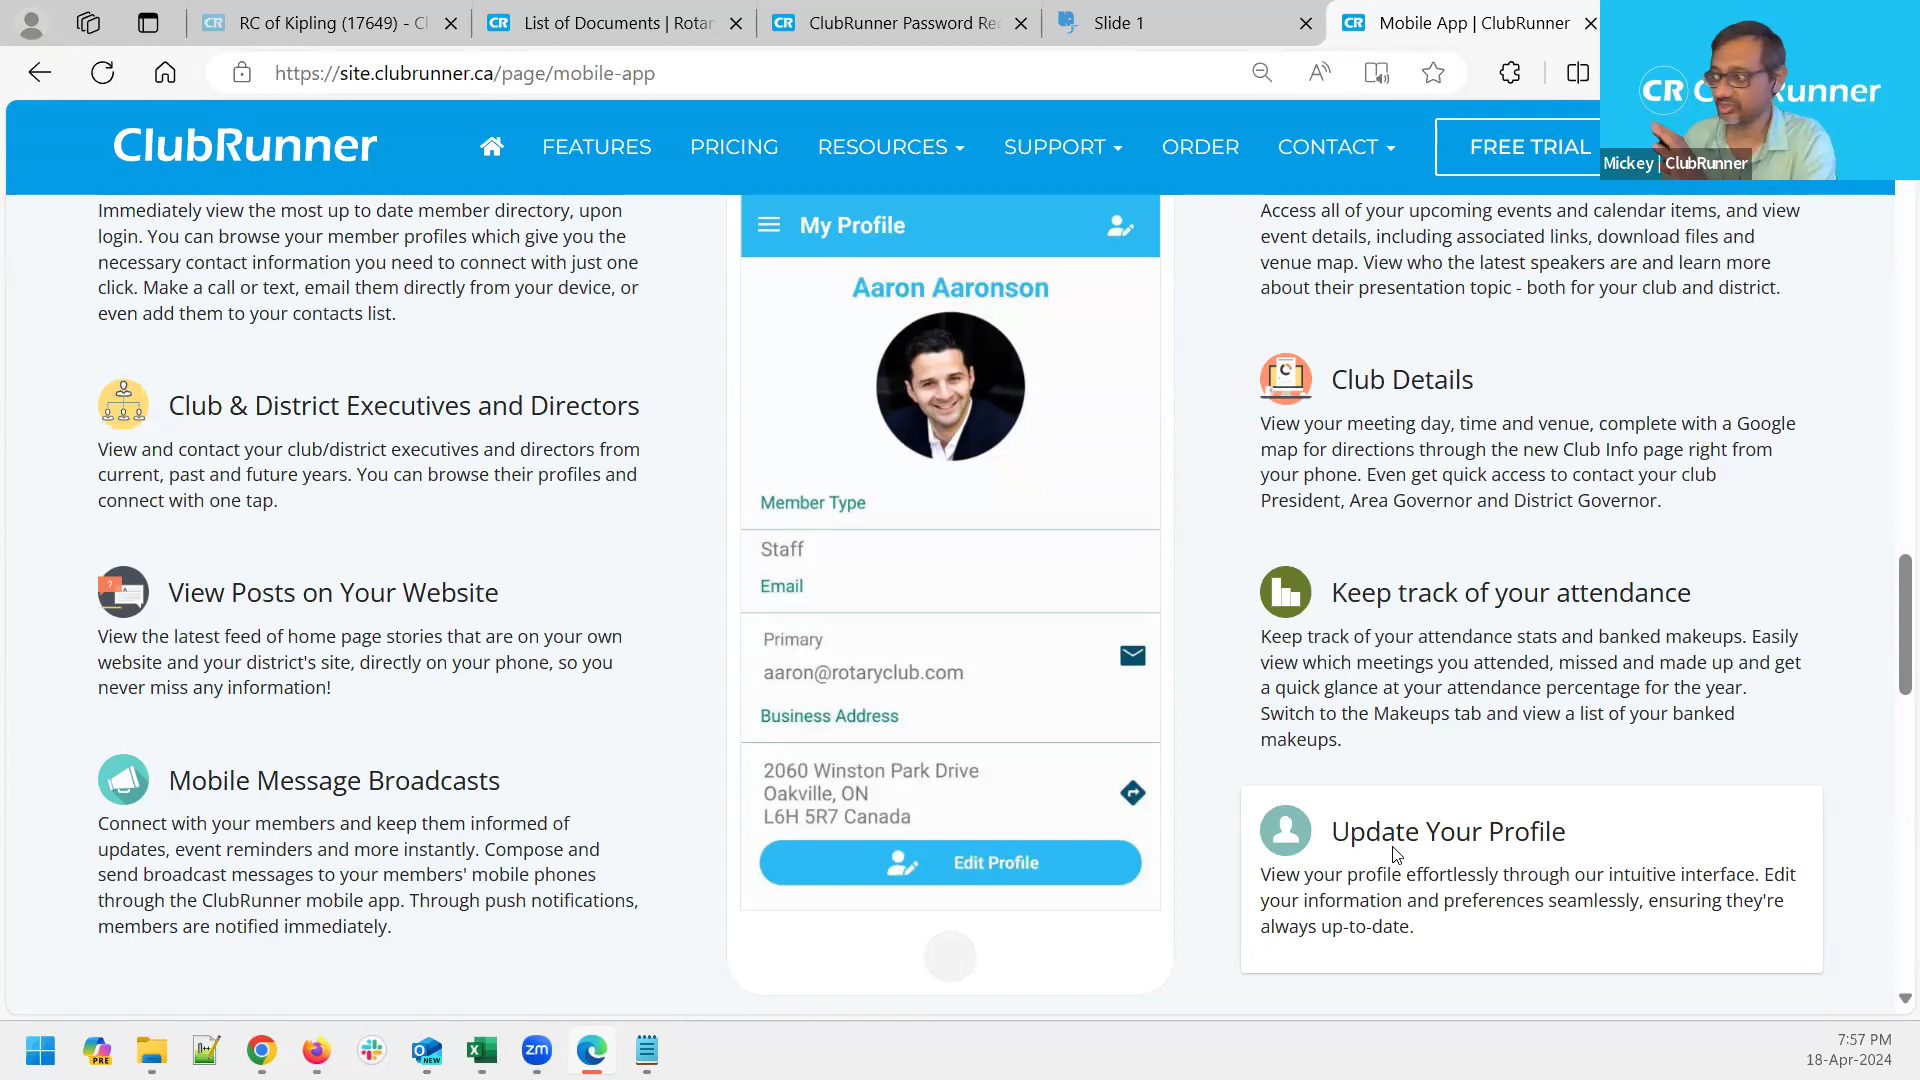 RC of Kipling (17649) - Cl
List of Documents | Rotar
ClubRunner Password Rec
Slide 1
Mobile App | ClubRunner
https://site.clubrunner.ca/page/mobile-app
ClubRunner
FEATURES
PRICING
RESOURCES
SUPPORT
ORDER
CONTACT
FREE TRIAL
Mickey | ClubRunner
Immediately view the most up to date member directory, upon
login. You can browse your member profiles which give you the
necessary contact information you need to connect with just one
click. Make a call or text, email them directly from your device, or
even add them to your contacts list.
Club & District Executives and Directors
View and contact your club/district executives and directors from
current, past and future years. You can browse their profiles and
connect with one tap.
View Posts on Your Website
View the latest feed of home page stories that are on your own
website and your district's site, directly on your phone, so you
never miss any information!
Mobile Message Broadcasts
Connect with your members and keep them informed of
updates, event reminders and more instantly. Compose and
send broadcast messages to your members' mobile phones
through the ClubRunner mobile app. Through push notifications,
members are notified immediately.
My Profile
Aaron Aaronson
Member Type
Staff
Email
Primary
aaron@rotaryclub.com
Business Address
2060 Winston Park Drive
Oakville, ON
L6H 5R7 Canada
Edit Profile
Access all of your upcoming events and calendar items, and view
event details, including associated links, download files and
venue map. View who the latest speakers are and learn more
about their presentation topic - both for your club and district.
Club Details
View your meeting day, time and venue, complete with a Google
map for directions through the new Club Info page right from
your phone. Even get quick access to contact your club
President, Area Governor and District Governor.
Keep track of your attendance
Keep track of your attendance stats and banked makeups. Easily
view which meetings you attended, missed and made up and get
a quick glance at your attendance percentage for the year.
Switch to the Makeups tab and view a list of your banked
makeups.
Update Your Profile
View your profile effortlessly through our intuitive interface. Edit
your information and preferences seamlessly, ensuring they're
always up-to-date.
7:57 PM
18-Apr-2024